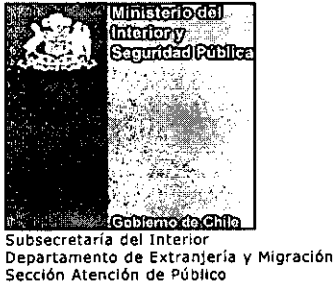 Ministerio del
Interior y
Seguridad Pública
Gobierno de Chile
Subsecretaría del Interior
Departamento de Extranjería y Migración
Sección Atención de Público